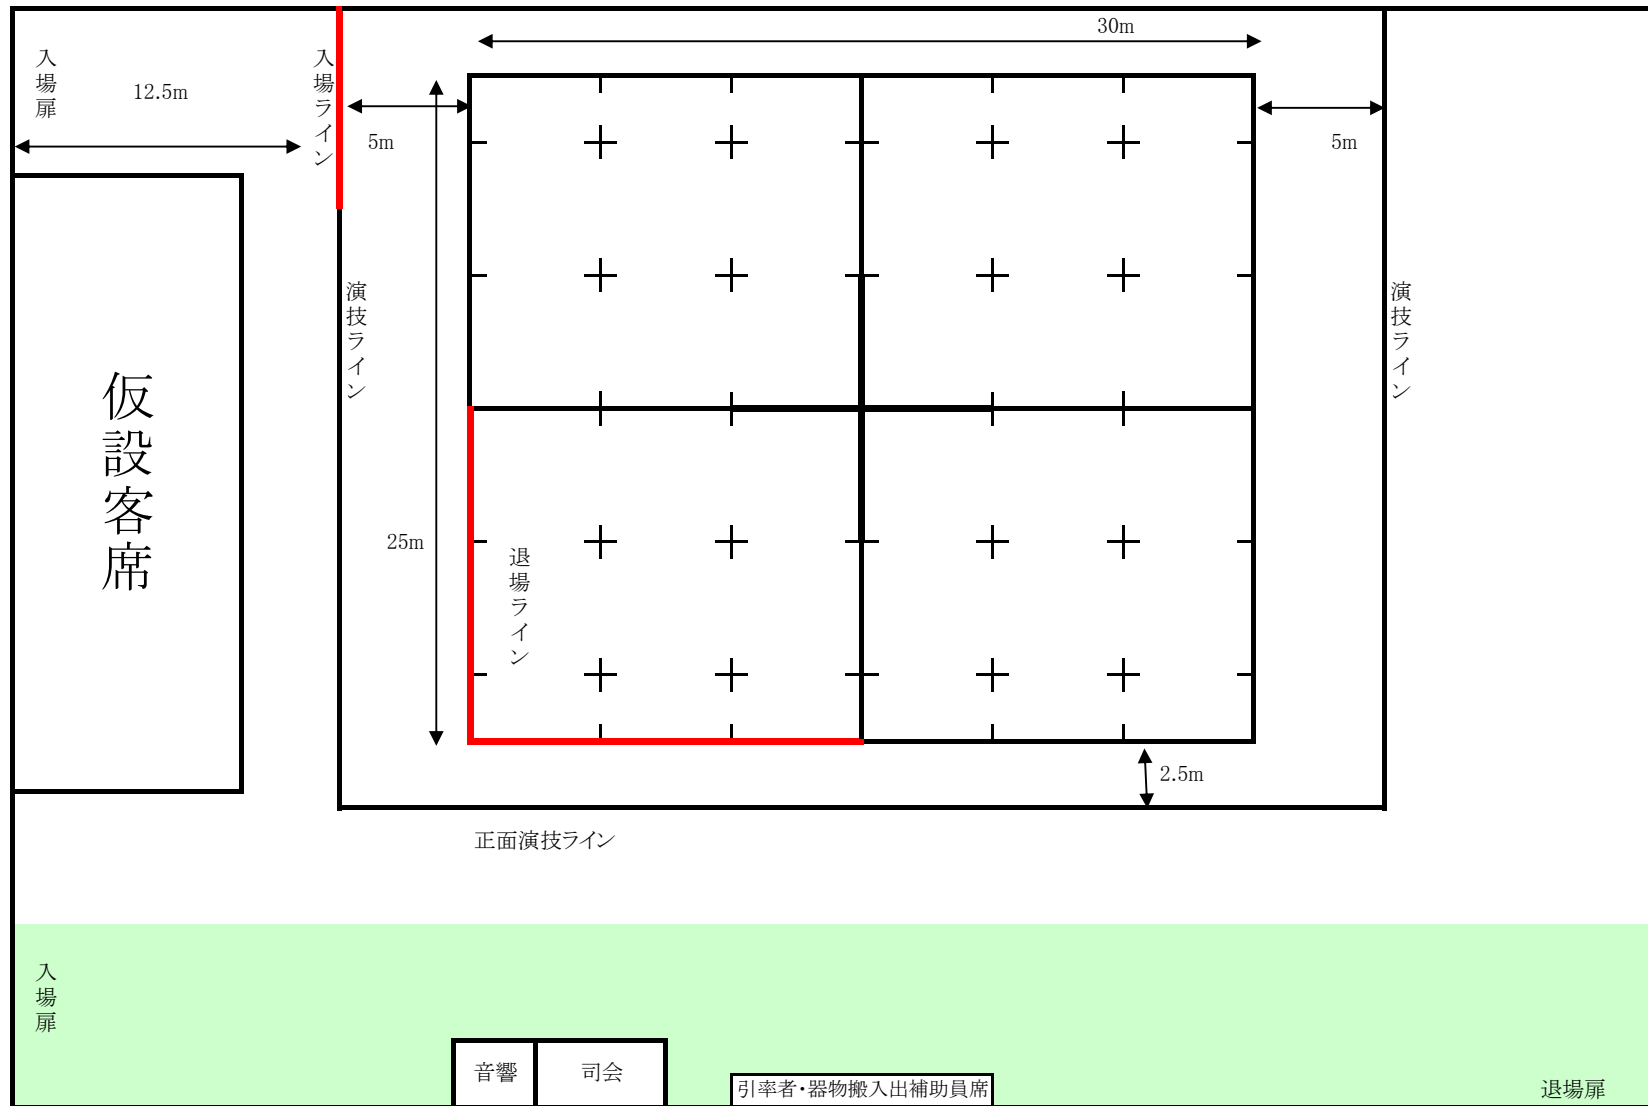 30m
入場扉
入場ライン
12.5m
5m
5m
演技ライン
演技ライン
仮設客席
25m
退場ライン
2.5m
正面演技ライン
入場扉
音響
司会
引率者・器物搬入出補助員席
退場扉